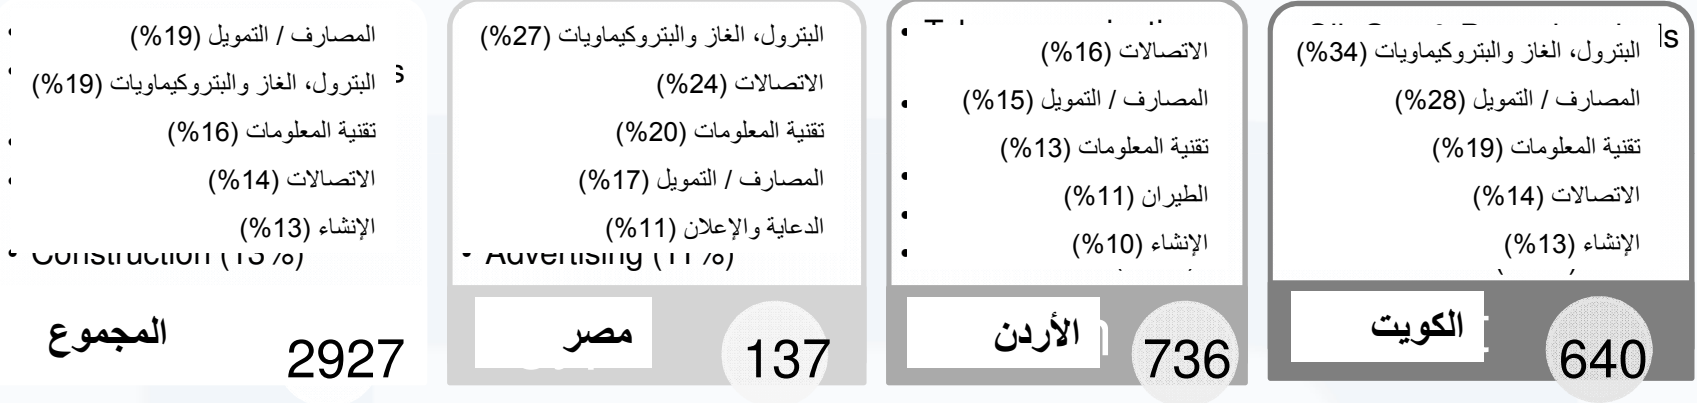 البترول، الغاز والبتروكيماويات (34%)
المصارف / التمويل (28%)
تقنية المعلومات (19%)
الاتصالات (14%)
الإنشاء (13%)
الكويت
640
الاتصالات (16%)
المصارف / التمويل (15%)
تقنية المعلومات (13%)
الطيران (11%)
الإنشاء (10%)
الأردن
736
البترول، الغاز والبتروكيماويات (27%)
الاتصالات (24%)
تقنية المعلومات (20%)
المصارف / التمويل (17%)
الدعاية والإعلان (11%)
• Advertising (11%)
مصر
137
المصارف / التمويل (19%)
البترول، الغاز والبتروكيماويات (19%)
تقنية المعلومات (16%)
الاتصالات (14%)
الإنشاء (13%)
• Construction (13%)
المجموع
2927